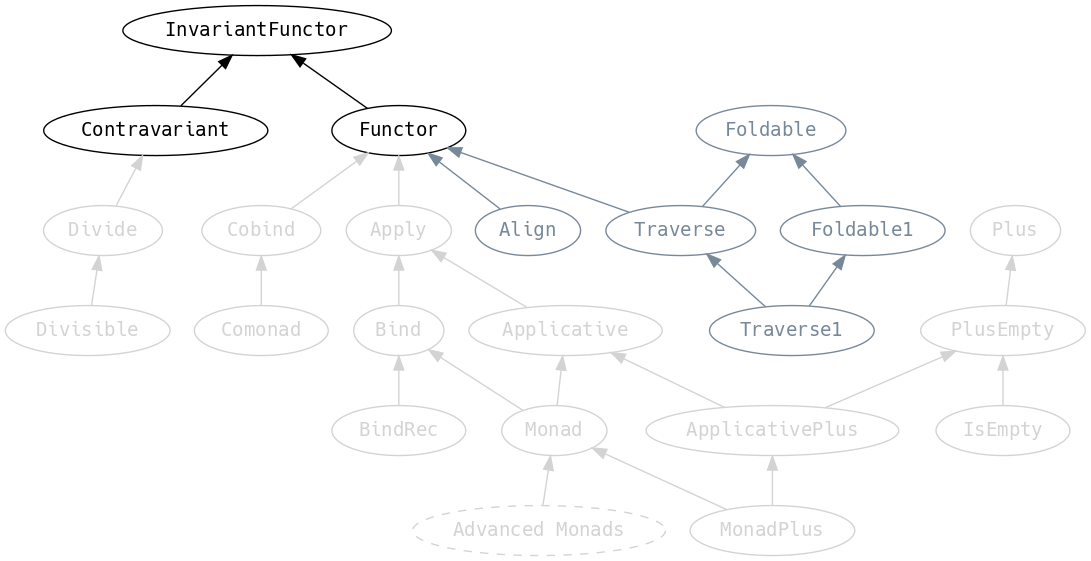 InvariantFunctor
Contravariant
Functor
Foldable
Divide
Cobind
Apply
Align
Traverse
Foldable1
Plus
Divisible
Comonad
Bind
Applicative
Traverse1
PlusEmpty
BindRec
Monad
ApplicativePlus
IsEmpty
Advanced Monads
MonadPlus